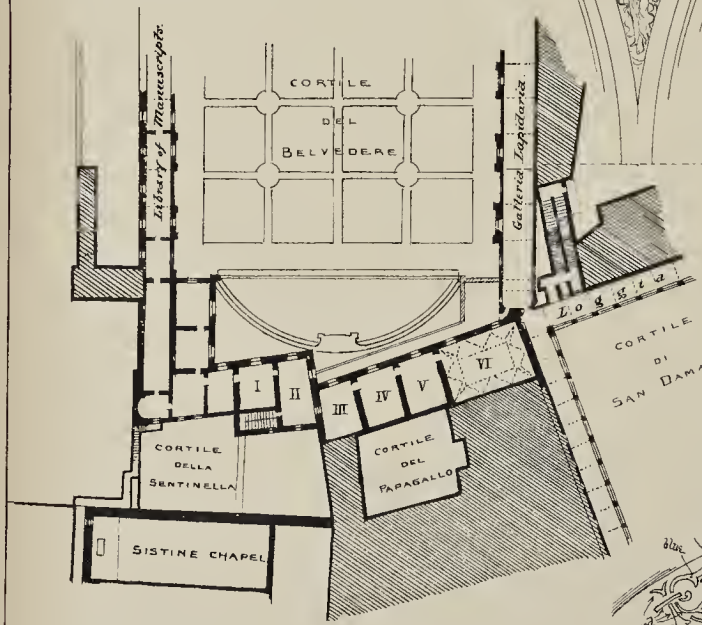 Library of Manuscripts.
CORTILE
DEL
BELVEDERE
Galleria Lapidaria
Loggia
CORTILE
DI
SAN DAMA
I
II
III
IV
V
VI
CORTILE
DELLA
SENTINELLA
CORTILE
DEL
PAPAGALLO
SISTINE CHAPEL
blue